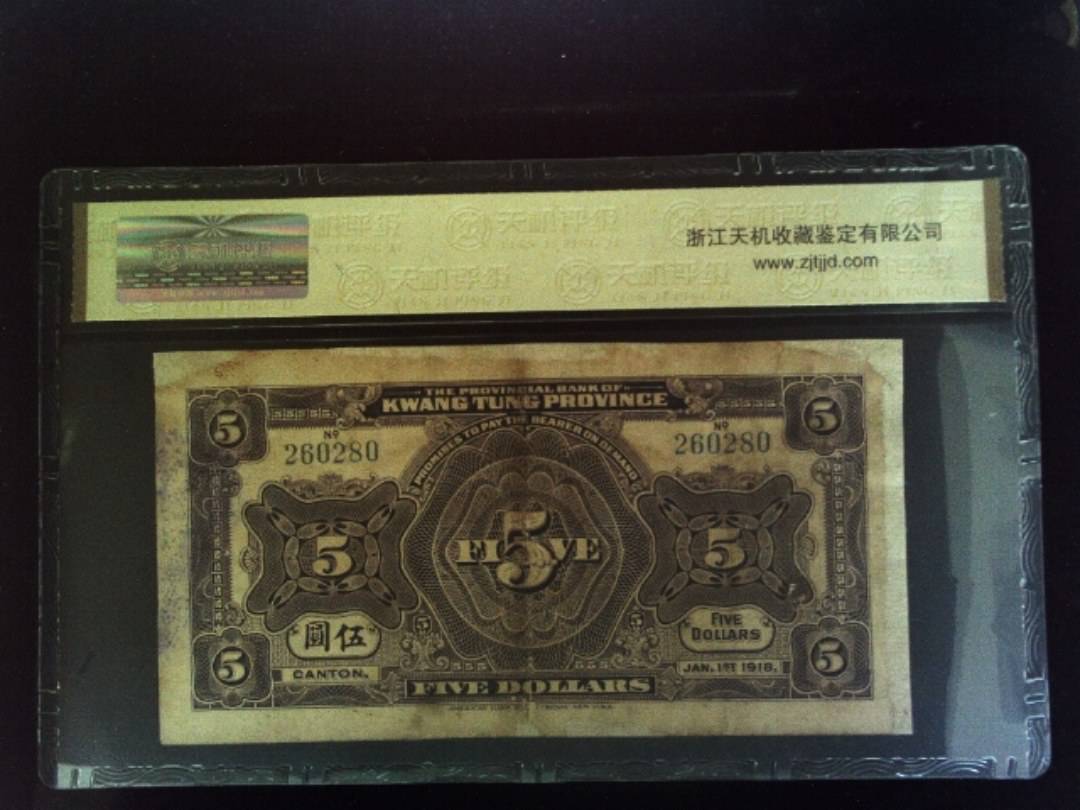 天机评级
浙江天机收藏鉴定有限公司
www.zjtjjd.com
THE PROVINCIAL BANK OF
KWANG TUNG PROVINCE
5
5
Nº
260280
Nº
260280
PROMISES TO PAY THE BEARER ON DEMAND
5
FIVE
5
5
圓伍
FIVE
DOLLARS
CANTON.
JAN. 1ST 1918.
5
5
FIVE DOLLARS